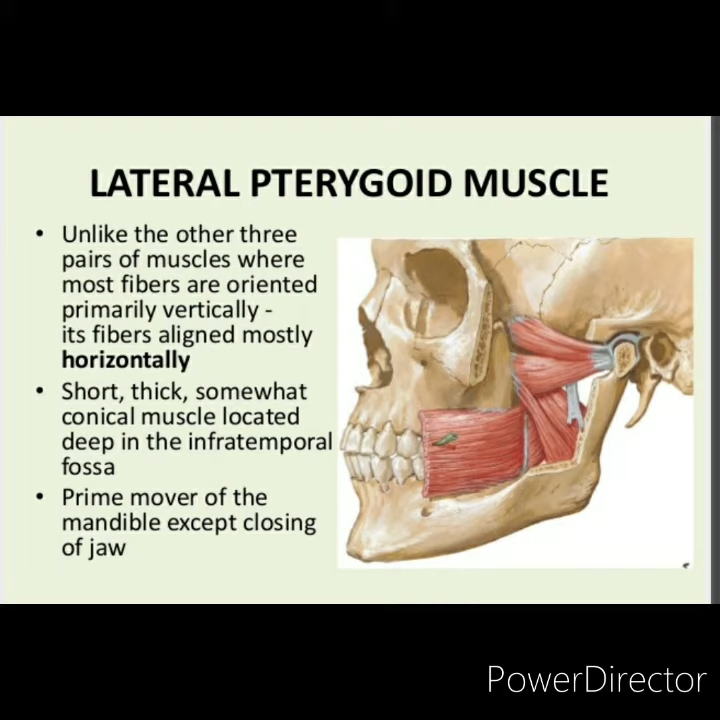 LATERAL PTERYGOID MUSCLE
• Unlike the other three
pairs of muscles where
most fibers are oriented
primarily vertically -
its fibers aligned mostly
horizontally
• Short, thick, somewhat
conical muscle located
deep in the infratemporal
fossa
• Prime mover of the
mandible except closing
of jaw
PowerDirector